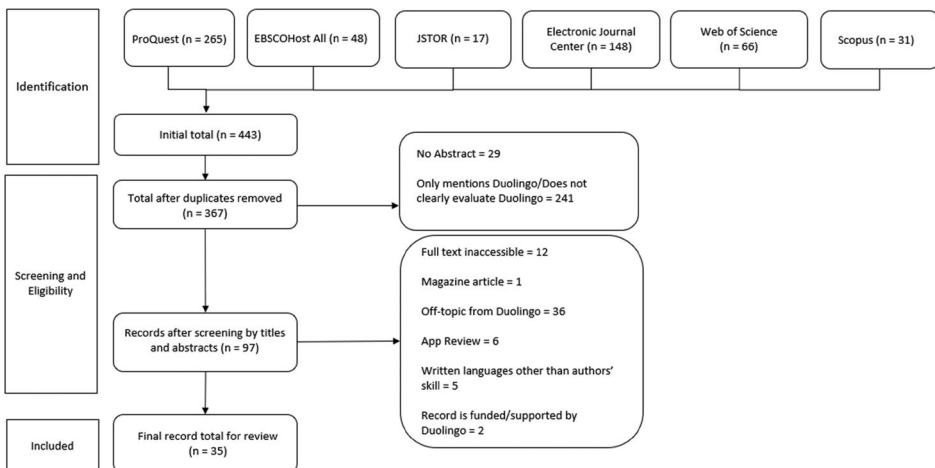 Identification
ProQuest (n = 265)
EBSCOHost All (n = 48)
JSTOR (n = 17)
Electronic Journal
Center (n = 148)
Web of Science
(n = 66)
Scopus (n = 31)
Initial total (n = 443)
Screening and
Eligibility
Total after duplicates removed
(n = 367)
No Abstract = 29
Only mentions Duolingo/Does not
clearly evaluate Duolingo = 241
Records after screening by titles
and abstracts (n = 97)
Full text inaccessible = 12
Magazine article = 1
Off-topic from Duolingo = 36
App Review = 6
Written languages other than authors'
skill = 5
Record is funded/supported by
Duolingo = 2
Included
Final record total for review
(n = 35)